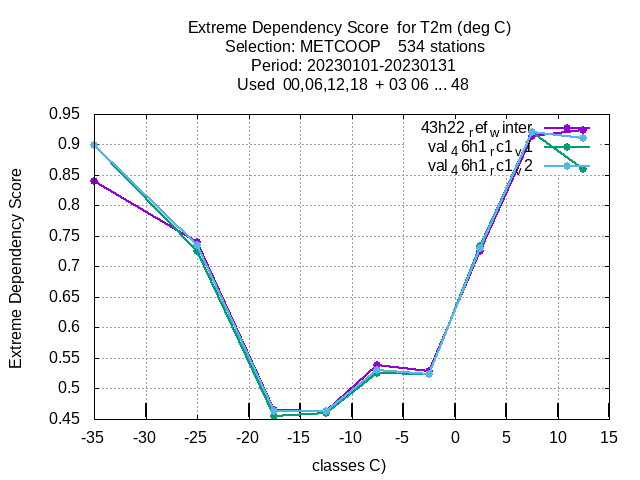 Extreme Dependency Score  for T2m (deg C)
Selection: METCOOP    534 stations
Period: 20230101-20230131
Used  00,06,12,18  + 03 06 ... 48
0.95
0.9
0.85
0.8
0.75
0.7
0.65
0.6
0.55
0.5
0.45
Extreme Dependency Score
43h22refwinter
val46h1rc1v1
val46h1rc1v2
-35 -30 -25 -20 -15 -10 -5 0 5 10 15
classes C)